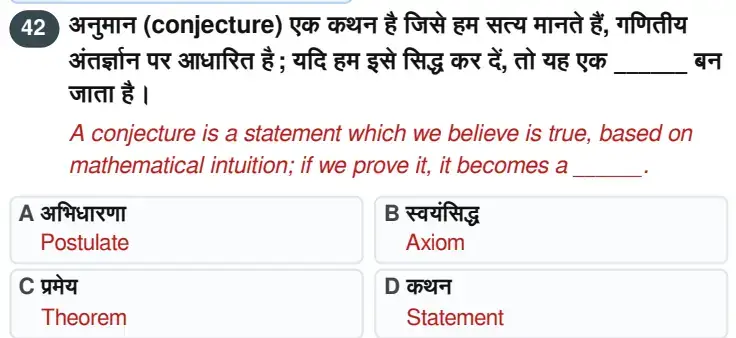 42 अनुमान (conjecture) एक कथन है जिसे हम सत्य मानते हैं, गणितीय
अंतर्ज्ञान पर आधारित है ; यदि हम इसे सिद्ध कर दें, तो यह एक ______ बन
जाता है ।
A conjecture is a statement which we believe is true, based on
mathematical intuition; if we prove it, it becomes a ______.
A अभिधारणा
Postulate
B स्वयंसिद्ध
Axiom
C प्रमेय
Theorem
D कथन
Statement